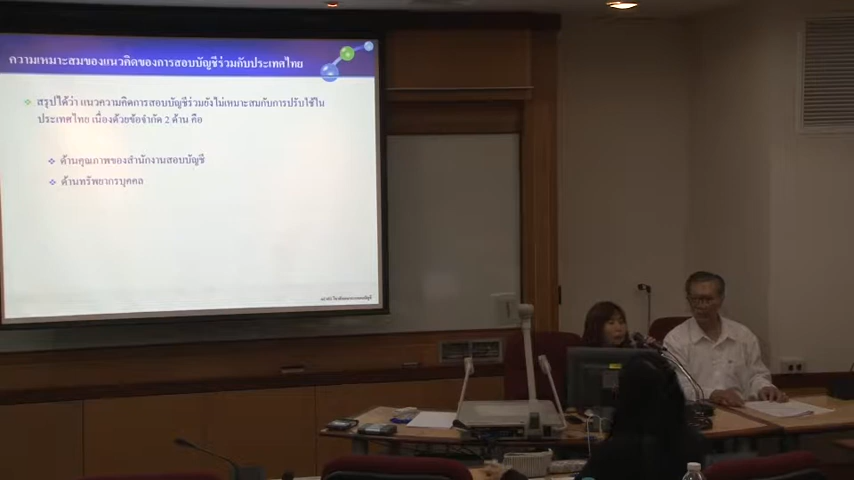 ความเหมาะสมของแนวคิดของการสอบบัญชีร่วมกับประเทศไทย
สรุปได้ว่า แนวความคิดการสอบบัญชีร่วมยังไม่เหมาะสมกับการปรับใช้ใน
ประเทศไทย เนื่องด้วยข้อจำกัด 2 ด้าน คือ
ด้านคุณภาพของสำนักงานสอบบัญชี
ด้านทรัพยากรบุคคล